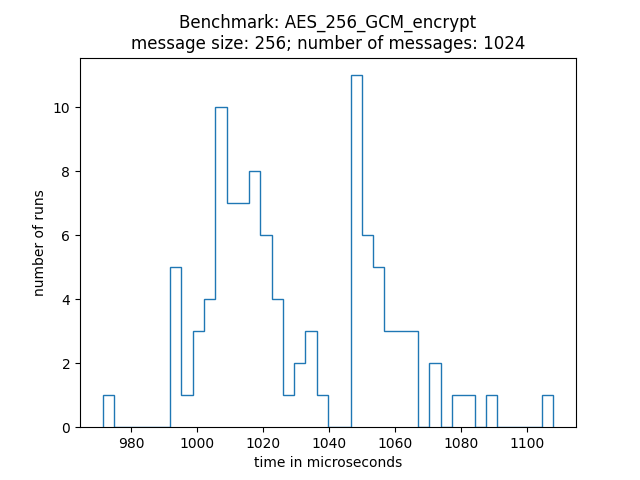 Benchmark: AES_256_GCM_encrypt
message size: 256; number of messages: 1024
10
8
6
4
2
0
number of runs
980 1000 1020 1040 1060 1080 1100
time in microseconds